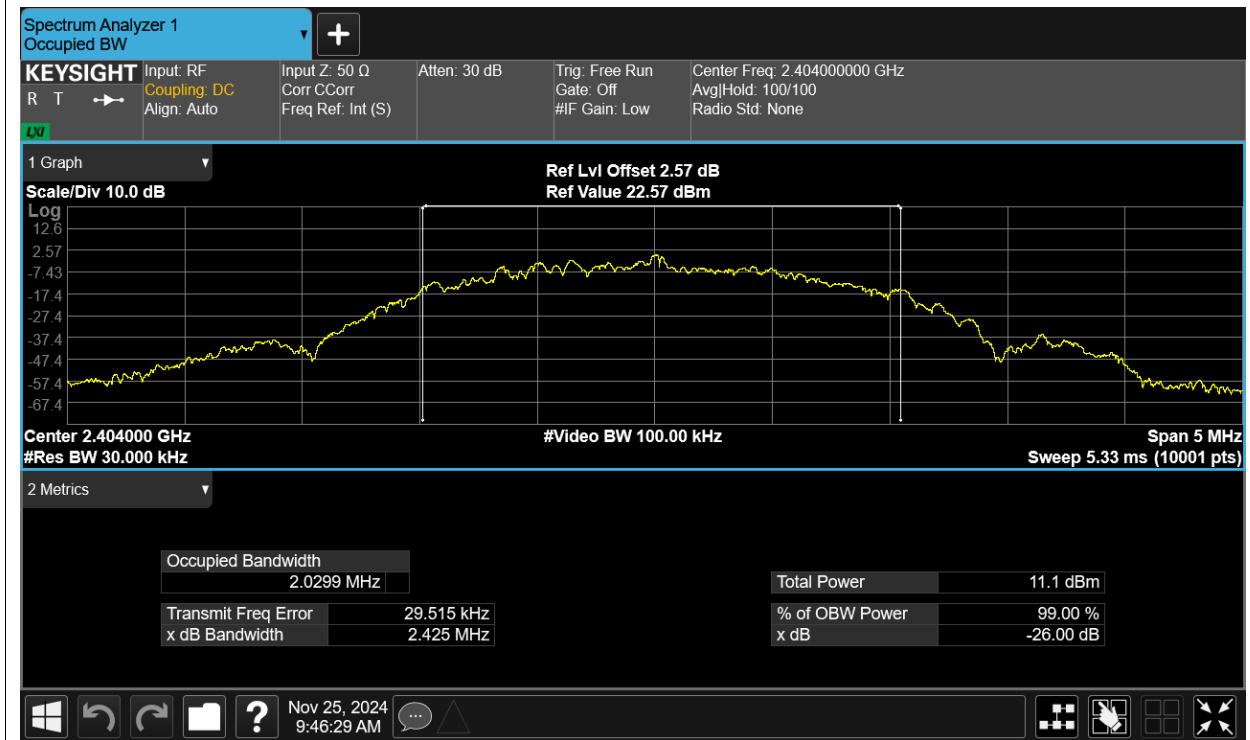 Spectrum Analyzer 1
Occupied BW
KEYSIGHT
R T
LXI
Input: RF
Coupling: DC
Align: Auto
Input Z: 50 Ω
Corr CCorr
Freq Ref: Int (S)
Atten: 30 dB
Trig: Free Run
Gate: Off
#IF Gain: Low
Center Freq: 2.404000000 GHz
Avg|Hold: 100/100
Radio Std: None
1 Graph
Scale/Div 10.0 dB
Ref Lvl Offset 2.57 dB
Ref Value 22.57 dBm
Log
12.6
2.57
-7.43
-17.4
-27.4
-37.4
-47.4
-57.4
-67.4
Center 2.404000 GHz
#Video BW 100.00 kHz
Span 5 MHz
#Res BW 30.000 kHz
Sweep 5.33 ms (10001 pts)
2 Metrics
Occupied Bandwidth
2.0299 MHz
Total Power 11.1 dBm
Transmit Freq Error 29.515 kHz
% of OBW Power 99.00 %
x dB Bandwidth 2.425 MHz
x dB -26.00 dB
?
Nov 25, 2024
9:46:29 AM